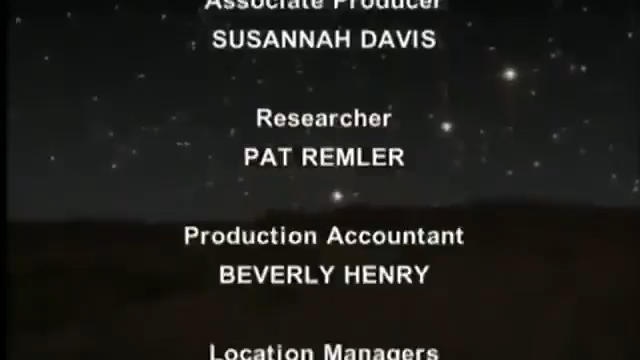 Associate Producer
SUSANNAH DAVIS
Researcher
PAT REMLER
Production Accountant
BEVERLY HENRY
Location Managers